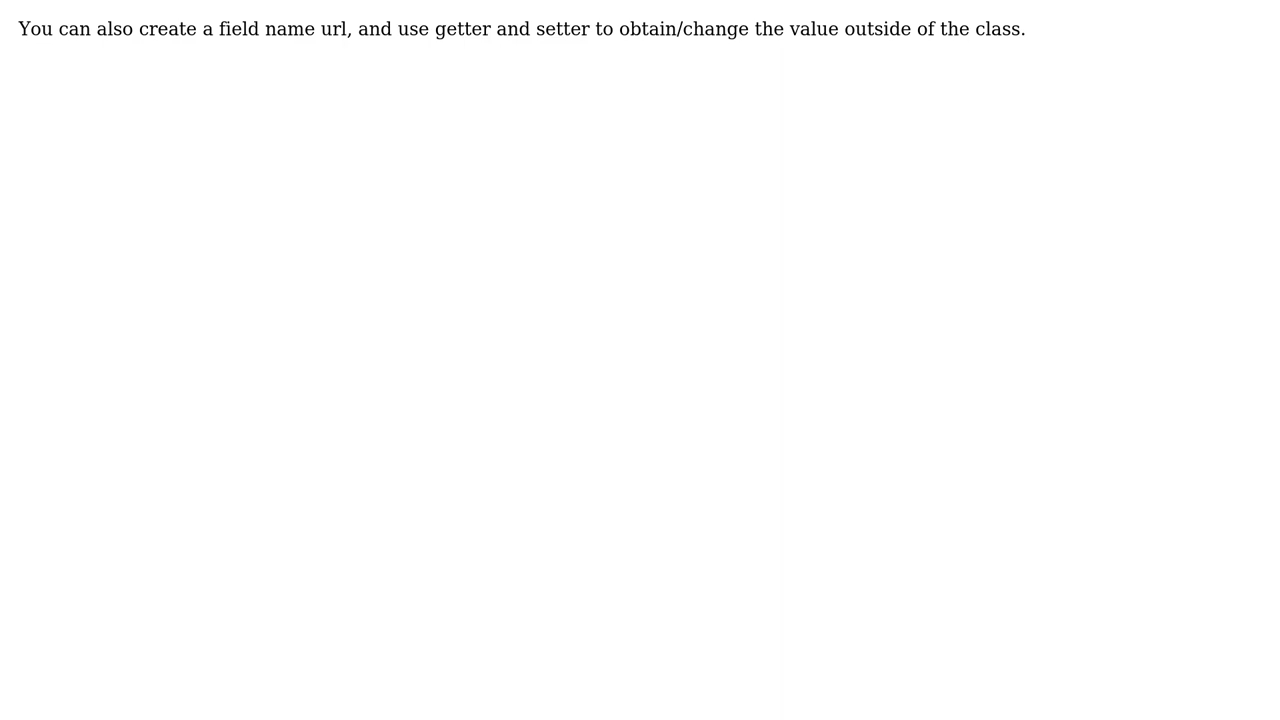 You can also create a field name url, and use getter and setter to obtain/change the value outside of the class.